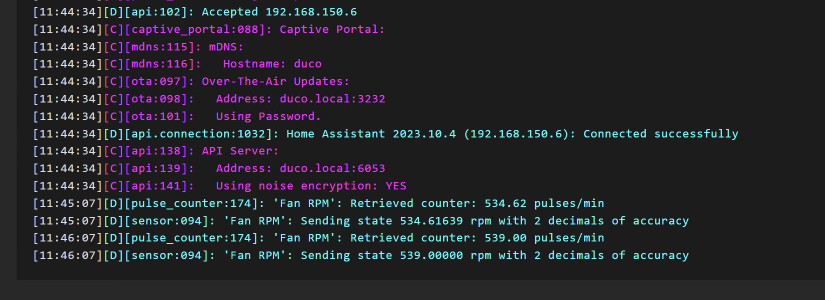 [11:44:34][D][api:102]: Accepted 192.168.150.6
[11:44:34][C][captive_portal:088]: Captive Portal:
[11:44:34][C][mdns:115]: mDNS:
[11:44:34][C][mdns:116]:   Hostname: duco
[11:44:34][C][ota:097]: Over-The-Air Updates:
[11:44:34][C][ota:098]:   Address: duco.local:3232
[11:44:34][C][ota:101]:   Using Password.
[11:44:34][D][api.connection:1032]: Home Assistant 2023.10.4 (192.168.150.6): Connected successfully
[11:44:34][C][api:138]: API Server:
[11:44:34][C][api:139]:   Address: duco.local:6053
[11:44:34][C][api:141]:   Using noise encryption: YES
[11:45:07][D][pulse_counter:174]: 'Fan RPM': Retrieved counter: 534.62 pulses/min
[11:45:07][D][sensor:094]: 'Fan RPM': Sending state 534.61639 rpm with 2 decimals of accuracy
[11:46:07][D][pulse_counter:174]: 'Fan RPM': Retrieved counter: 539.00 pulses/min
[11:46:07][D][sensor:094]: 'Fan RPM': Sending state 539.00000 rpm with 2 decimals of accuracy